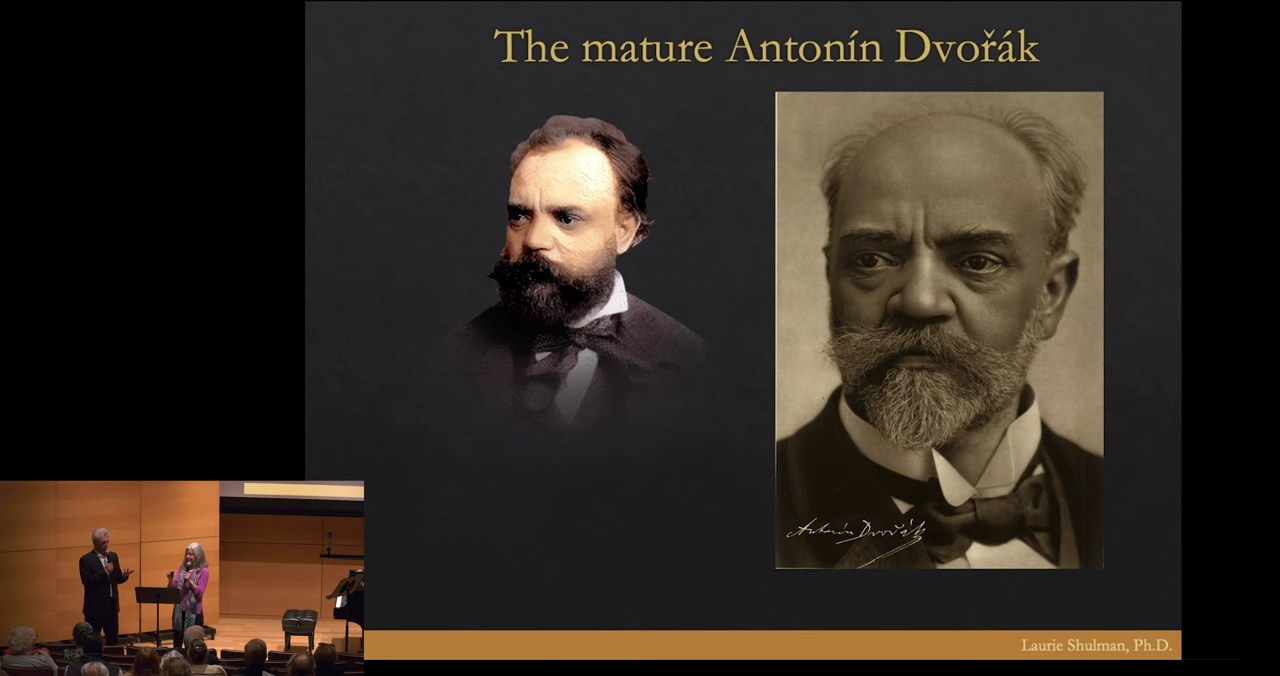 The mature Antonín Dvořák
Antonín Dvořák
Laurie Shulman, Ph.D.